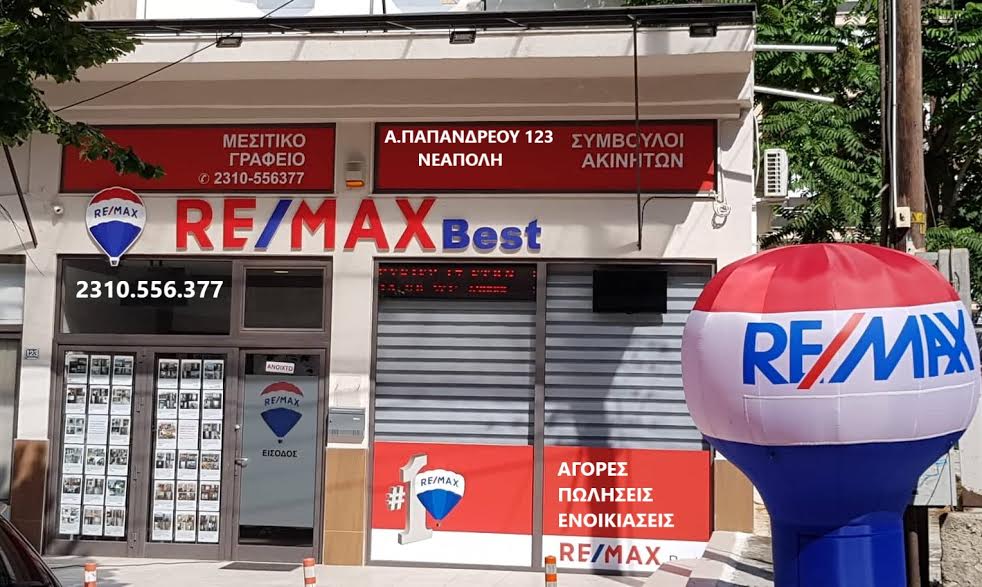 ΜΕΣΙΤΙΚΟ
ΓΡΑΦΕΙΟ
✆ 2310-556377
Α.ΠΑΠΑΝΔΡΕΟΥ 123
ΝΕΑΠΟΛΗ
ΣΥΜΒΟΥΛΟΙ
ΑΚΙΝΗΤΩΝ
RE/MAX
RE/MAX Best
2310.556.377
123
ΑΝΟΙΧΤΟ
RE/MAX
ΕΙΣΟΔΟΣ
#1
RE/MAX
ΑΓΟΡΕΣ
ΠΩΛΗΣΕΙΣ
ΕΝΟΙΚΙΑΣΕΙΣ
RE/MAX
RE/MAX